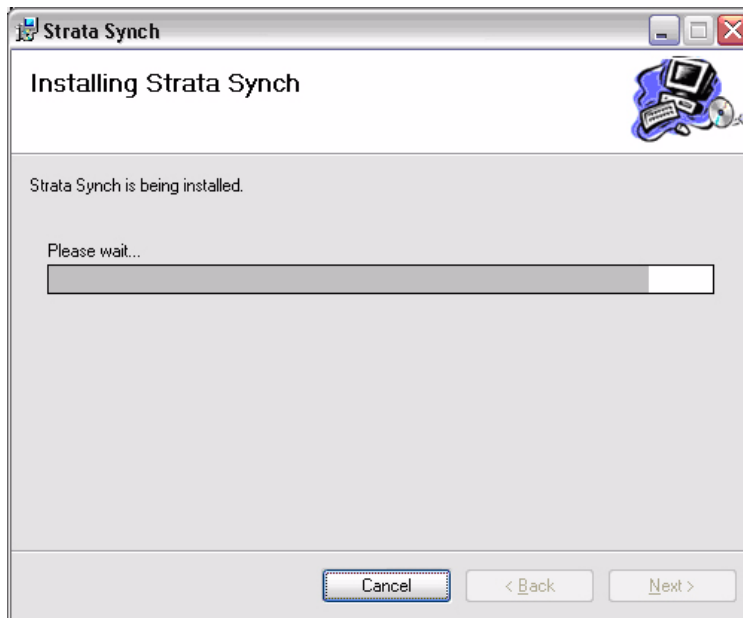 Strata Synch
Installing Strata Synch
Strata Synch is being installed.
Please wait...
Cancel
< Back
Next >